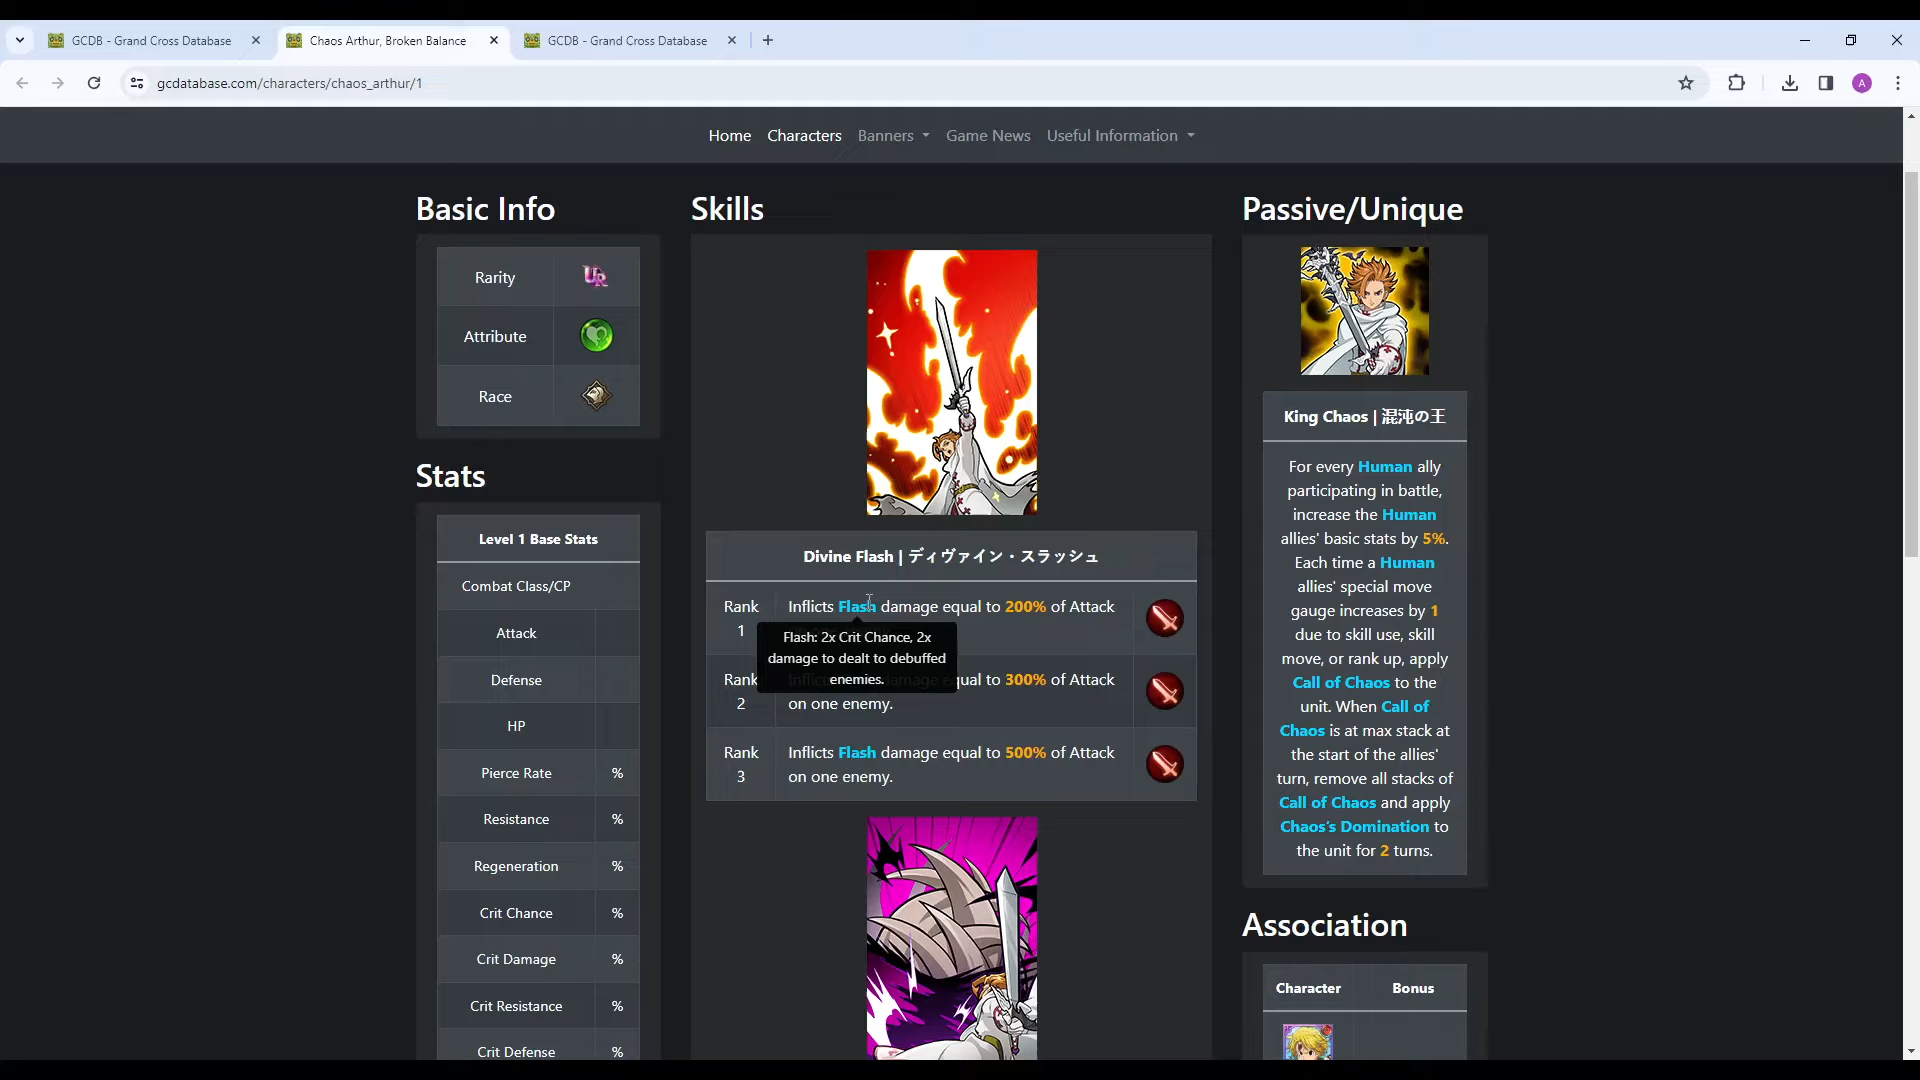 GCDB - Grand Cross Database
Chaos Arthur, Broken Balance
GCDB - Grand Cross Database
gcdatabase.com/characters/chaos_arthur/1
A
Home Characters Banners Game News Useful Information
Basic Info
Rarity UR
Attribute
Race
Stats
Level 1 Base Stats
Combat Class/CP
Attack
Defense
HP
Pierce Rate %
Resistance %
Regeneration %
Crit Chance %
Crit Damage %
Crit Resistance %
Crit Defense %
Skills
Divine Flash | ディヴァイン・スラッシュ
Rank 1
Inflicts Flash damage equal to 200% of Attack
Flash: 2x Crit Chance, 2x
damage to dealt to debuffed
enemies.
Rank 2
equal to 300% of Attack
on one enemy.
Rank 3
Inflicts Flash damage equal to 500% of Attack
on one enemy.
Passive/Unique
King Chaos | 混沌の王
For every Human ally
participating in battle,
increase the Human
allies' basic stats by 5%.
Each time a Human
allies' special move
gauge increases by 1
due to skill use, skill
move, or rank up, apply
Call of Chaos to the
unit. When Call of
Chaos is at max stack at
the start of the allies'
turn, remove all stacks of
Call of Chaos and apply
Chaos's Domination to
the unit for 2 turns.
Association
Character Bonus